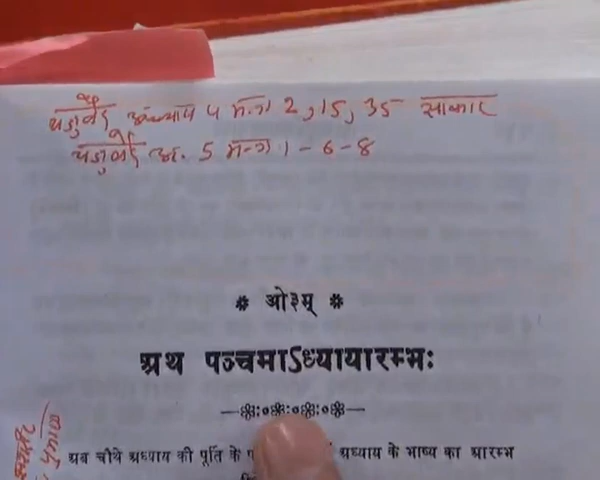 यजुर्वेद अध्याय 4 मन्त्र 2, 15, 35 साकार
यजुर्वेद अ. 5 मन्त्र 1 - 6 - 8
* ओ३म् *
अथ पञ्चमाऽध्यायारम्भः
अब चौथे अध्याय की पूर्ति के अध्याय के भाष्य का आरम्भ